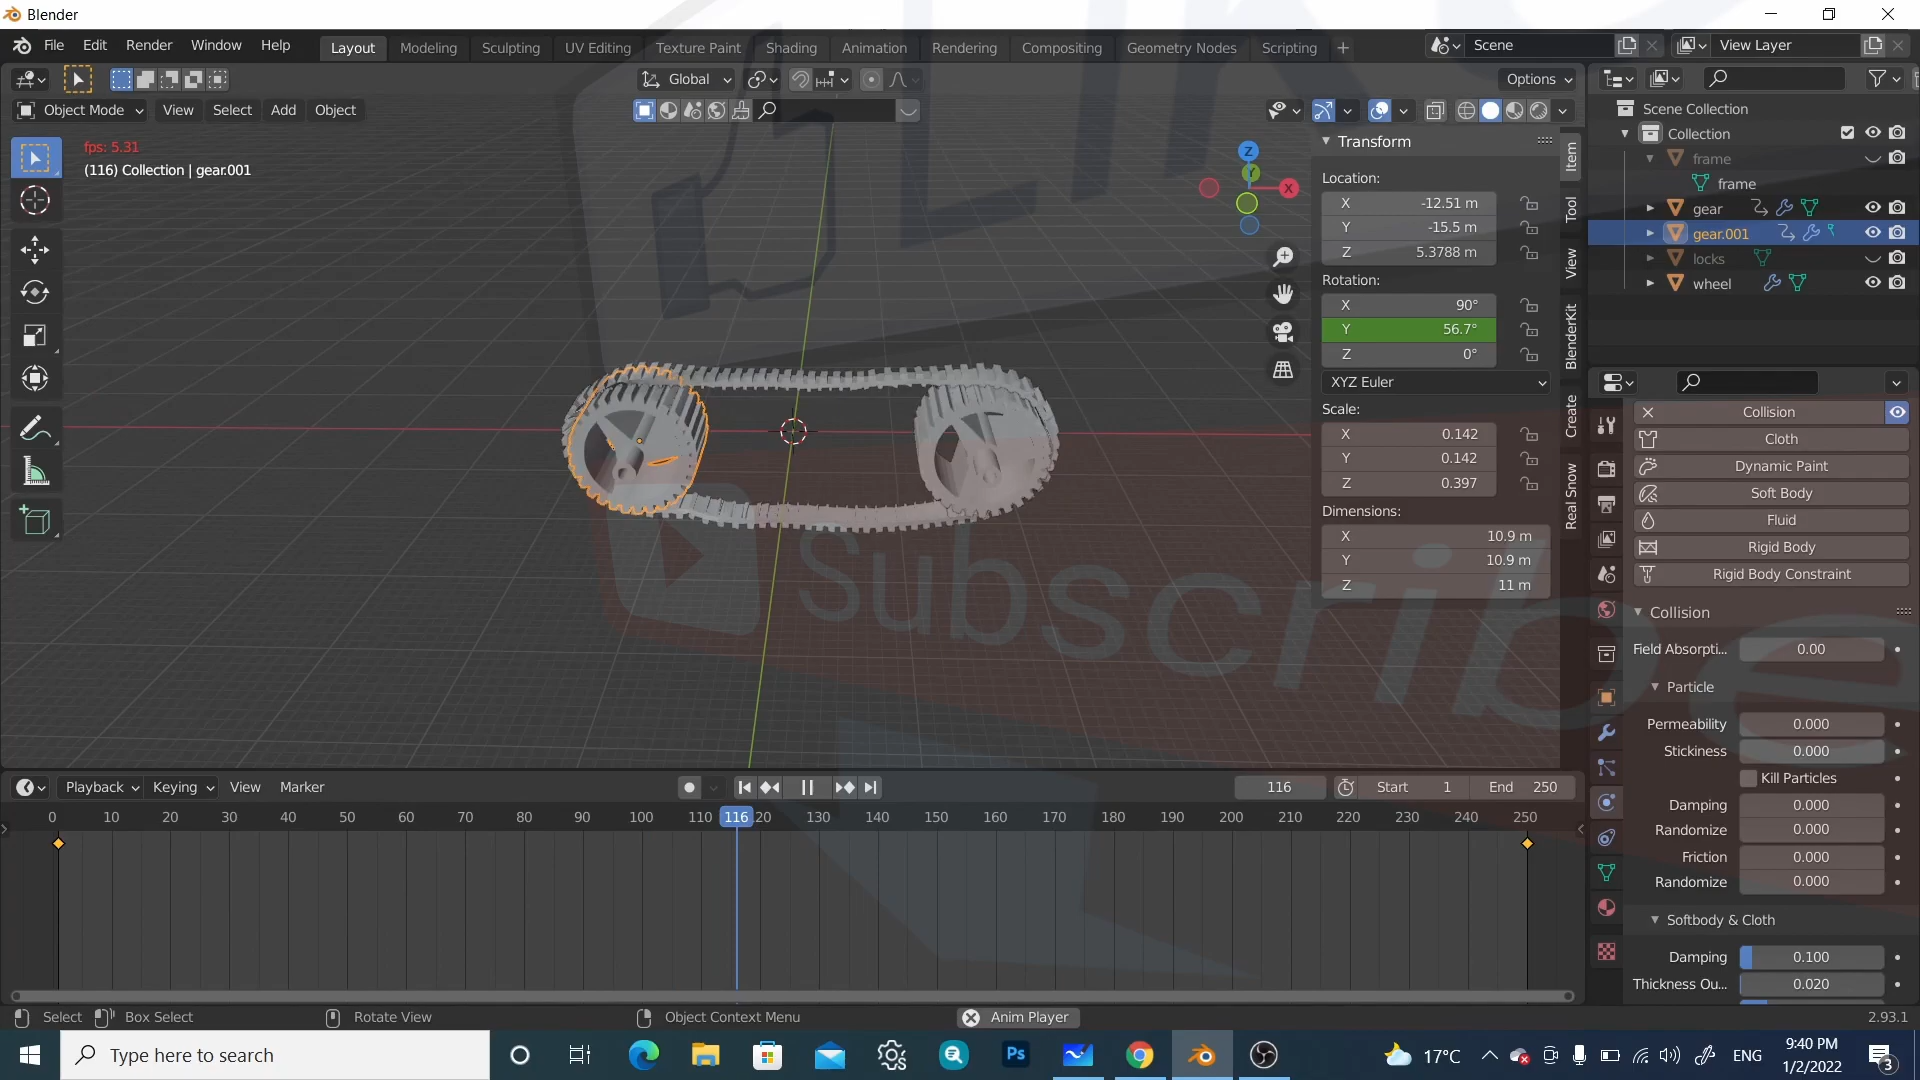 Blender
File Edit Render Window Help Layout Modeling Sculpting UV Editing Texture Paint Shading Animation Rendering Compositing Geometry Nodes Scripting + Scene View Layer
Global Options
Object Mode View Select Add Object
fps: 5.31
(116) Collection | gear.001
Z
Y
X
Transform
Location:
X -12.51 m
Y -15.5 m
Z 5.3788 m
Rotation:
X 90°
Y 56.7°
Z 0°
XYZ Euler
Scale:
X 0.142
Y 0.142
Z 0.397
Dimensions:
X 10.9 m
Y 10.9 m
Z 11 m
Item
Tool
View
BlenderKit
Create
Real Snow
Scene Collection
Collection
frame
frame
gear
gear.001
locks
wheel
Collision
Cloth
Dynamic Paint
Soft Body
Fluid
Rigid Body
Rigid Body Constraint
Collision
Field Absorpti... 0.00
Particle
Permeability 0.000
Stickiness 0.000
Kill Particles
Damping 0.000
Randomize 0.000
Friction 0.000
Randomize 0.000
Softbody & Cloth
Damping 0.100
Thickness Ou... 0.020
Subscribe
Playback Keying View Marker 116 Start 1 End 250
0 10 20 30 40 50 60 70 80 90 100 110 116 20 130 140 150 160 170 180 190 200 210 220 230 240 250
Select Box Select Rotate View Object Context Menu Anim Player 2.93.1
Type here to search Ps 17°C ENG 9:40 PM
1/2/2022 3